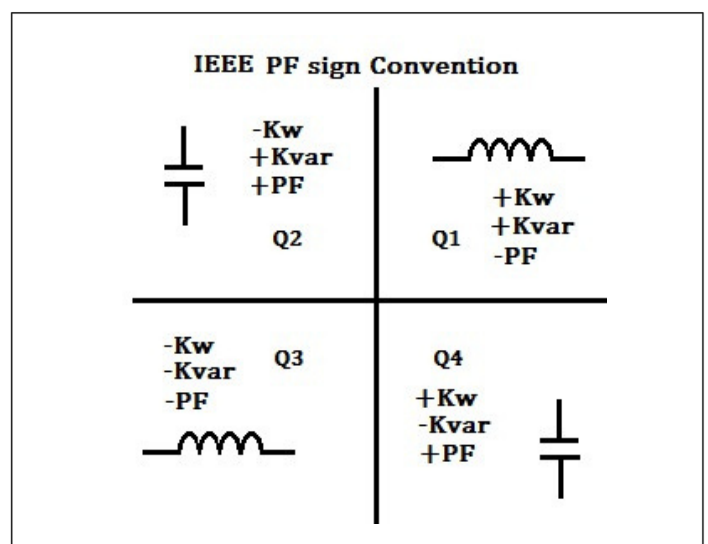 IEEE PF sign Convention
-Kw
+Kvar
+PF
Q2
+Kw
+Kvar
-PF
Q1
-Kw
-Kvar
-PF
Q3
Q4
+Kw
-Kvar
+PF